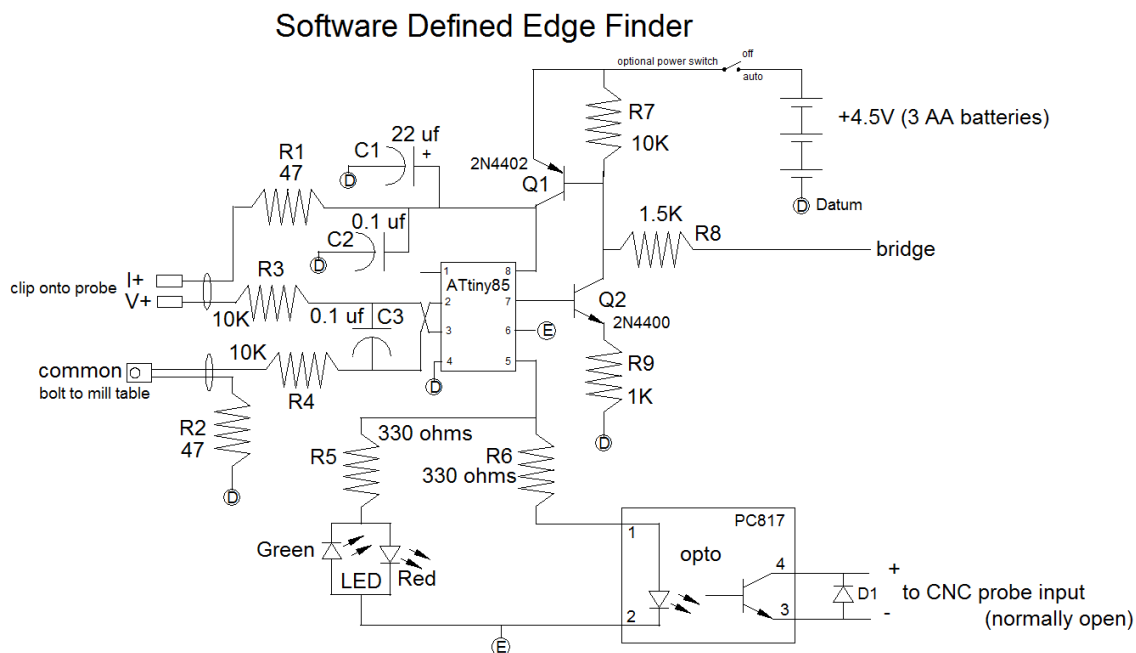 Software Defined Edge Finder
optional power switch
off
auto
R7
10K
+4.5V (3 AA batteries)
22 uf
C1
+
R1
47
2N4402
Q1
D
D Datum
0.1 uf
C2
D
1.5K
R8
bridge
I+
clip onto probe
V+
R3
10K
0.1 uf
C3
1
8
ATtiny85
2
7
3
6
4
5
E
D
Q2
2N4400
common
bolt to mill table
10K
R4
R9
1K
D
R2
47
D
330 ohms
R5
R6
330 ohms
Green
LED
Red
E
PC817
1
opto
4
2
3
D1
+
to CNC probe input
-
(normally open)